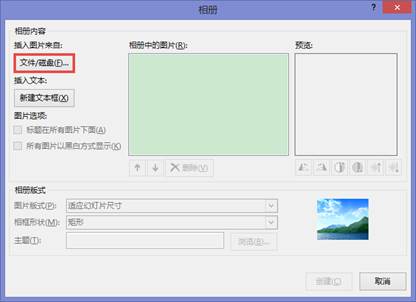 相册
?
相册内容
插入图片来自:
文件/磁盘(F)...
插入文本:
新建文本框(X)
图片选项:
标题在所有图片下面(A)
所有图片以黑白方式显示(K)
相册中的图片(R):
删除(V)
预览:
相册版式
图片版式(P):
适应幻灯片尺寸
相框形状(M):
矩形
主题(T):
浏览(B)...
创建(C)
取消